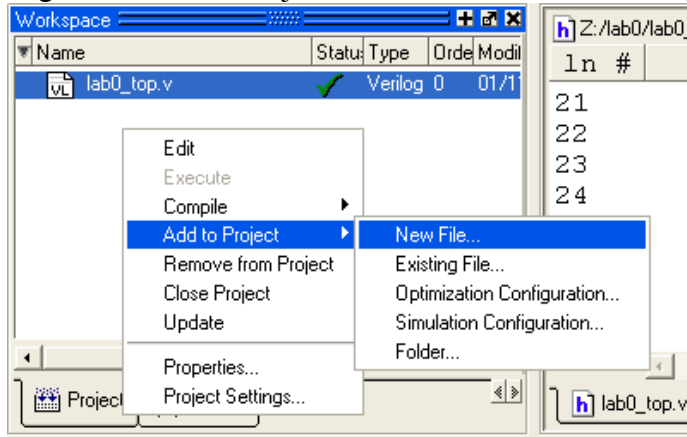 Workspace
Name Statu Type Orde Modif
lab0_top.v Verilog 0 01/1
Edit
Execute
Compile
Add to Project
Remove from Project
Close Project
Update
Properties...
Project Settings...
New File...
Existing File...
Optimization Configuration...
Simulation Configuration...
Folder...
Project
Z:/lab0/lab0_
ln #
21
22
23
24
lab0_top.v